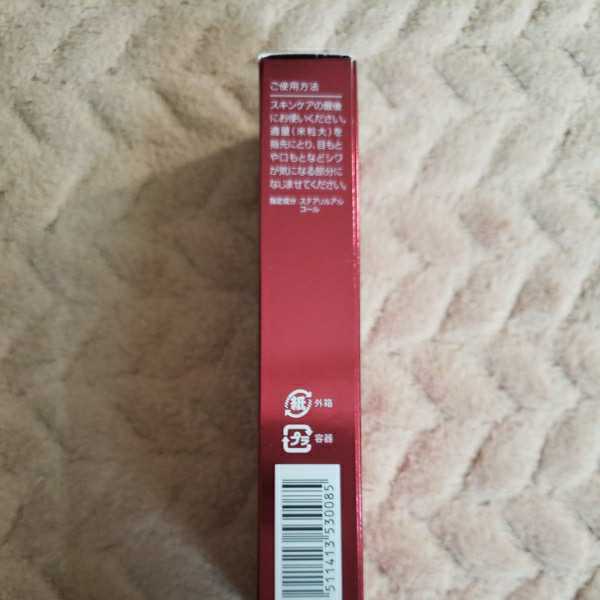 ご使用方法
スキンケアの最後
にお使いください。
適量(米粒大)を
指先にとり、目もと
や口もとなどシワ
が気になる部分に
なじませてください。
指定成分 ステアリルアル
コール
紙 外箱
プラ 容器
511413 530085